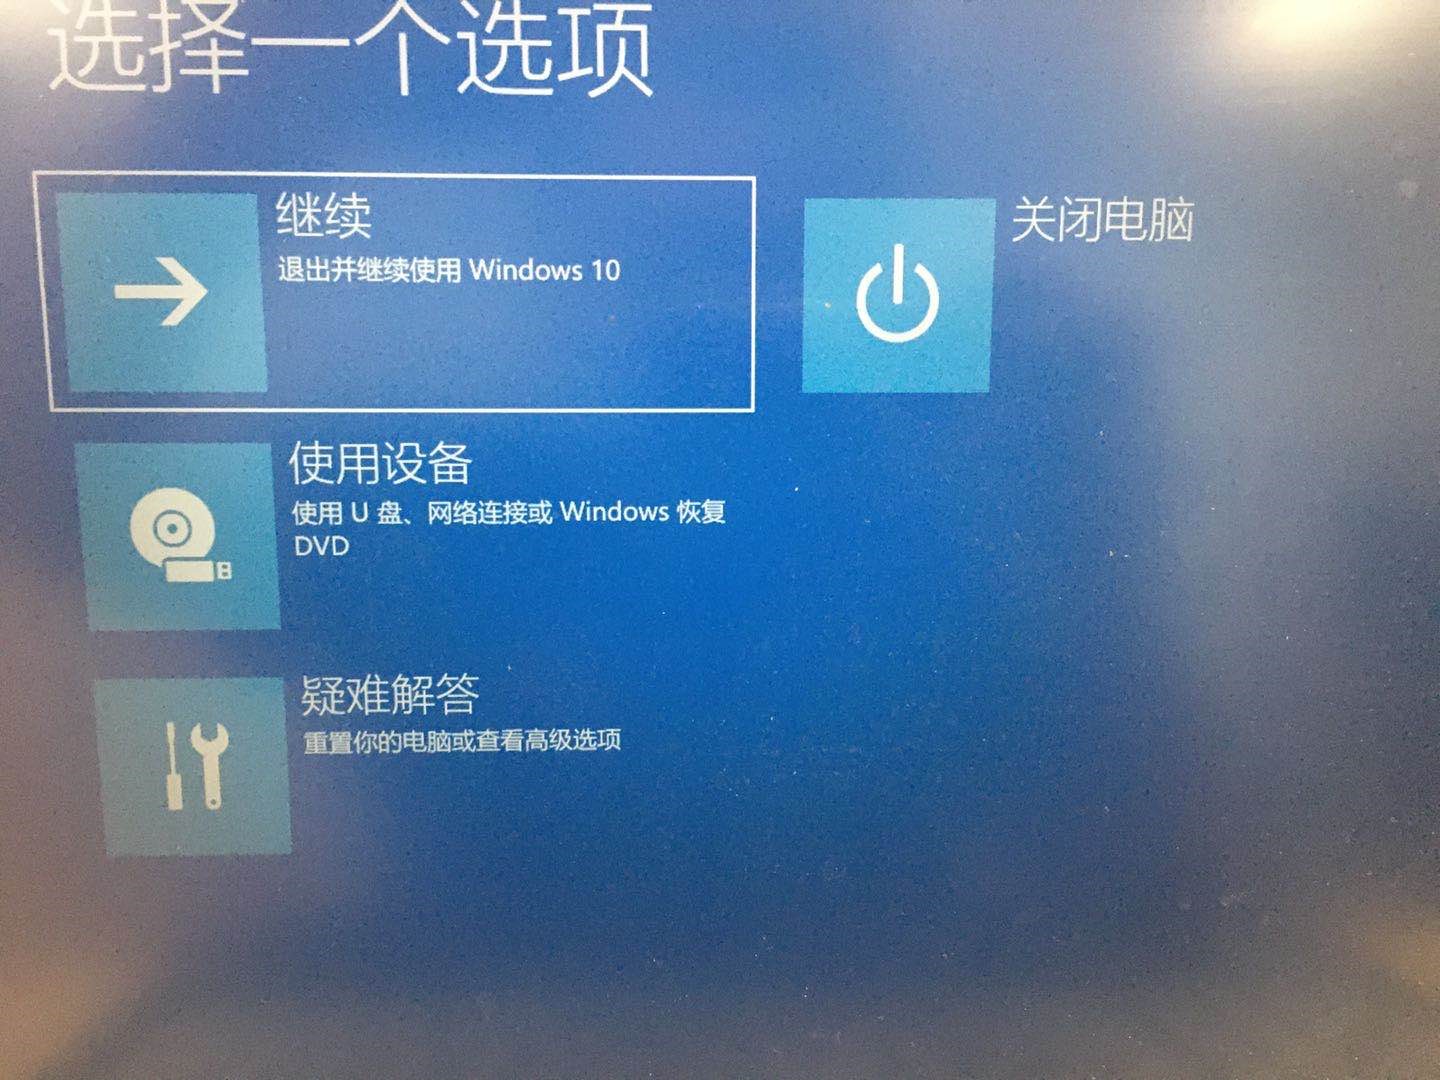 选择一个选项
继续
退出并继续使用 Windows 10
关闭电脑
使用设备
使用 U 盘、网络连接或 Windows 恢复
DVD
疑难解答
重置你的电脑或查看高级选项